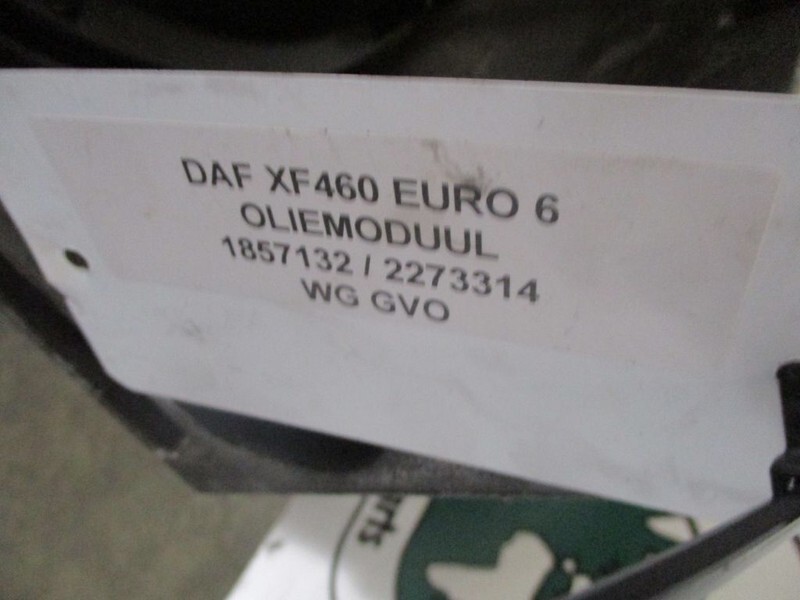 DAF XF460 EURO 6
OLIEMODUUL
1857132 / 2273314
WG GVO